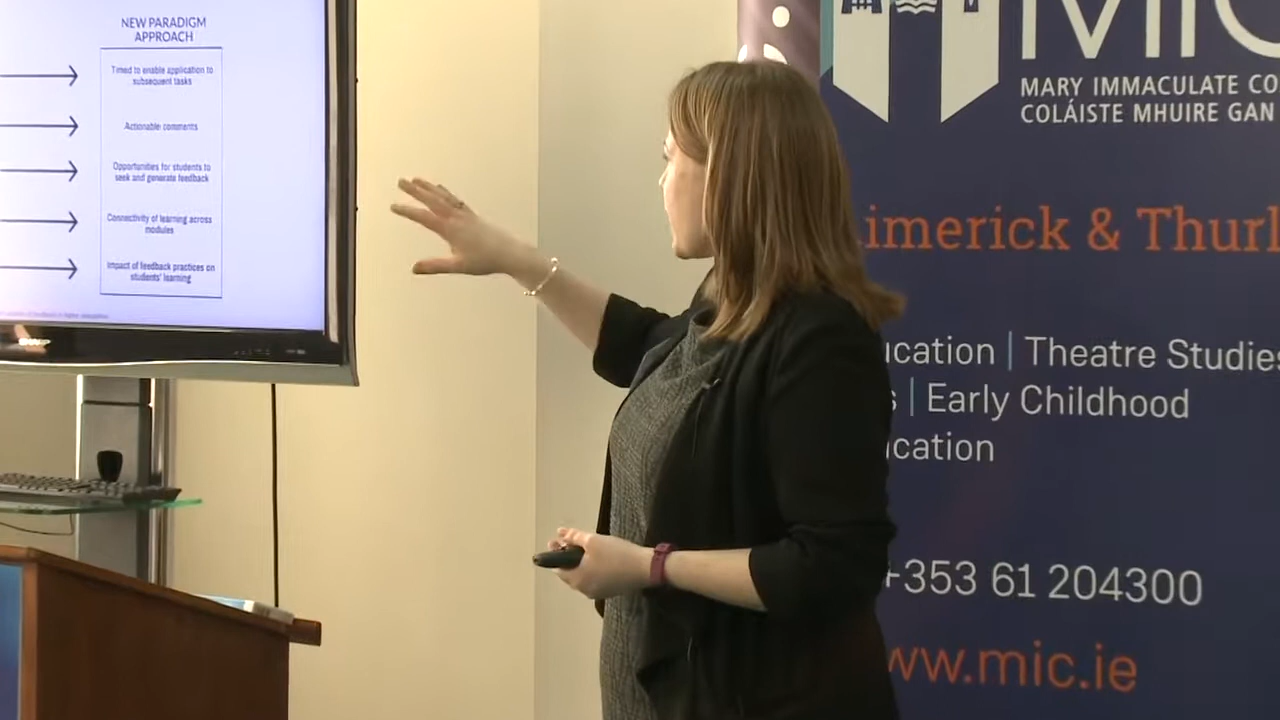 NEW PARADIGM
APPROACH
Timed to enable application to
subsequent tasks
Actionable comments
Opportunities for students to
seek and generate feedback
Connectivity of learning across
modules
Impact of feedback practices on
students' learning
MIC
MARY IMMACULATE CO
COLÁISTE MHUIRE GAN
imerick & Thurl
ucation | Theatre Studies
s | Early Childhood
ucation
+353 61 204300
ww.mic.ie